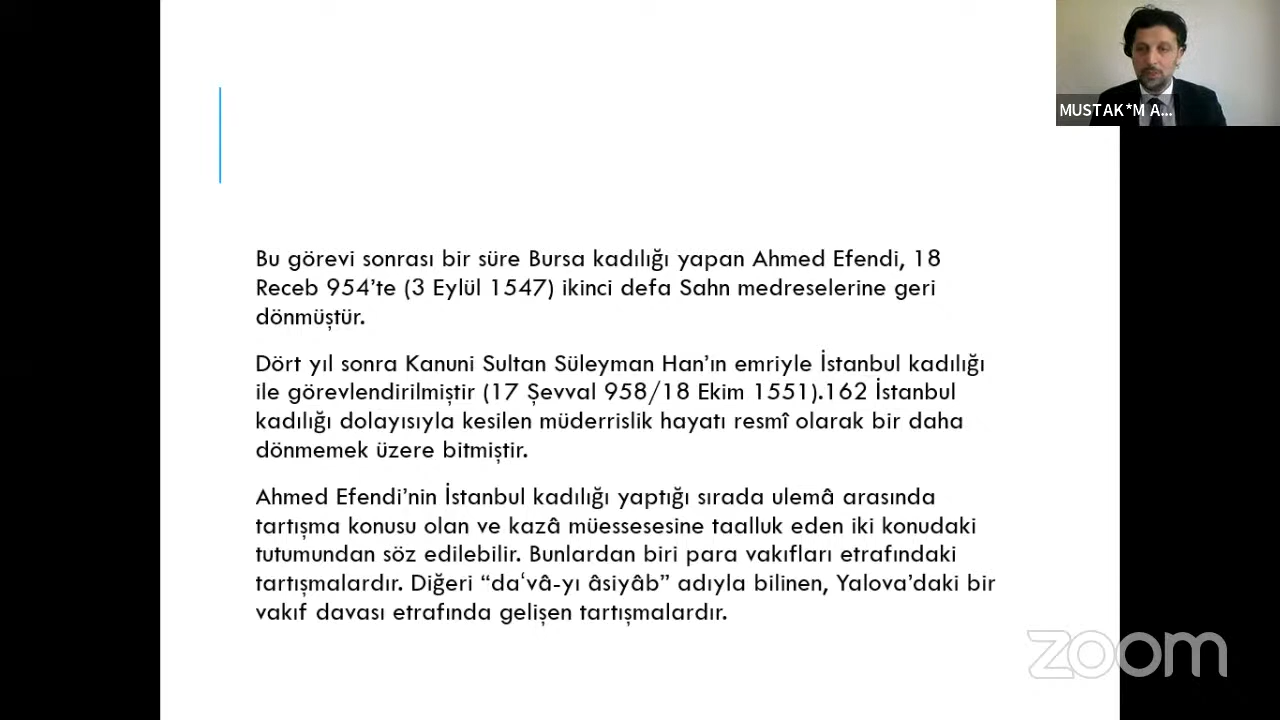 MUSTAK*M A...
Bu görevi sonrası bir süre Bursa kadılığı yapan Ahmed Efendi, 18
Receb 954’te (3 Eylül 1547) ikinci defa Sahn medreselerine geri
dönmüştür.
Dört yıl sonra Kanuni Sultan Süleyman Han’ın emriyle İstanbul kadılığı
ile görevlendirilmiştir (17 Şevval 958/18 Ekim 1551).162 İstanbul
kadılığı dolayısıyla kesilen müderrislik hayatı resmî olarak bir daha
dönmemek üzere bitmiştir.
Ahmed Efendi’nin İstanbul kadılığı yaptığı sırada ulemâ arasında
tartışma konusu olan ve kazâ müessesesine taalluk eden iki konudaki
tutumundan söz edilebilir. Bunlardan biri para vakıfları etrafındaki
tartışmalardır. Diğeri “daʻvâ-yı âsiyâb” adıyla bilinen, Yalova’daki bir
vakıf davası etrafında gelişen tartışmalardır.
zoom